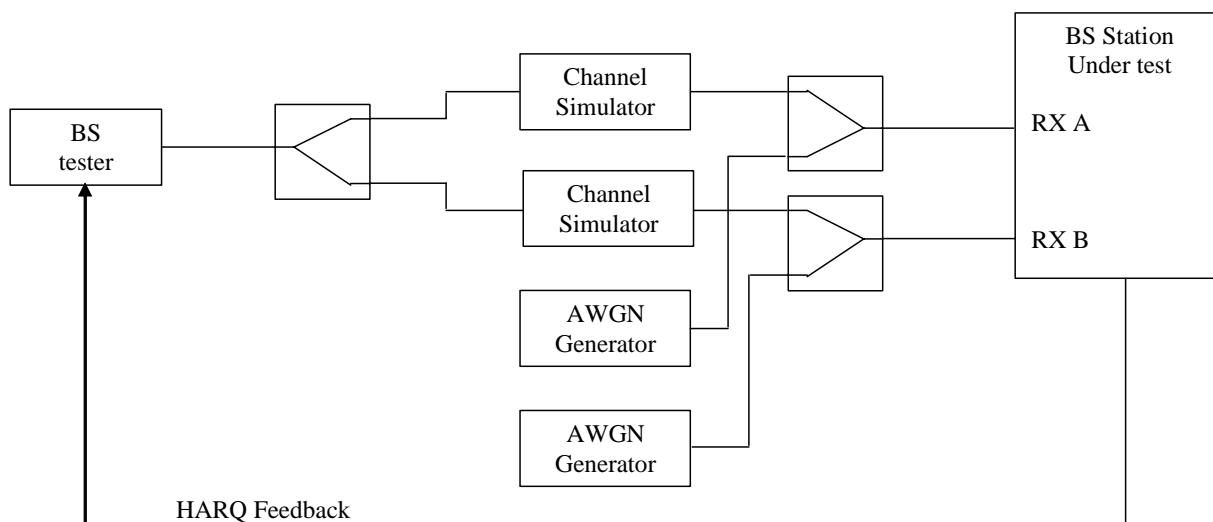 BS Station
Under test
Channel
Simulator
BS
tester
RX A
Channel
Simulator
RX B
AWGN
Generator
AWGN
Generator
HARQ Feedback